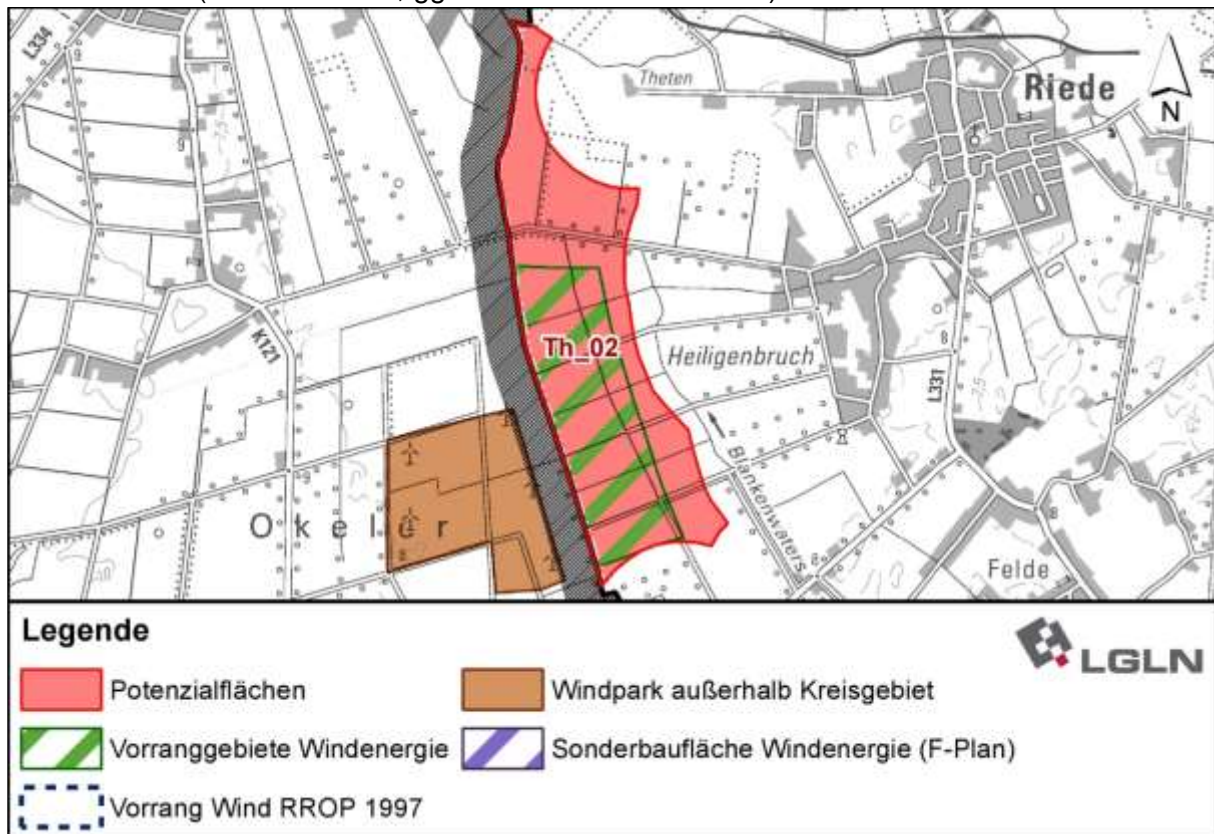 L334
Theten
Riede
N
K121
Th_02
Heiligenbruch
L331
Blankenwaters
Okeler
Felde
Legende
LGLN
Potenzialflächen
Windpark außerhalb Kreisgebiet
Vorranggebiete Windenergie
Sonderbaufläche Windenergie (F-Plan)
Vorrang Wind RROP 1997